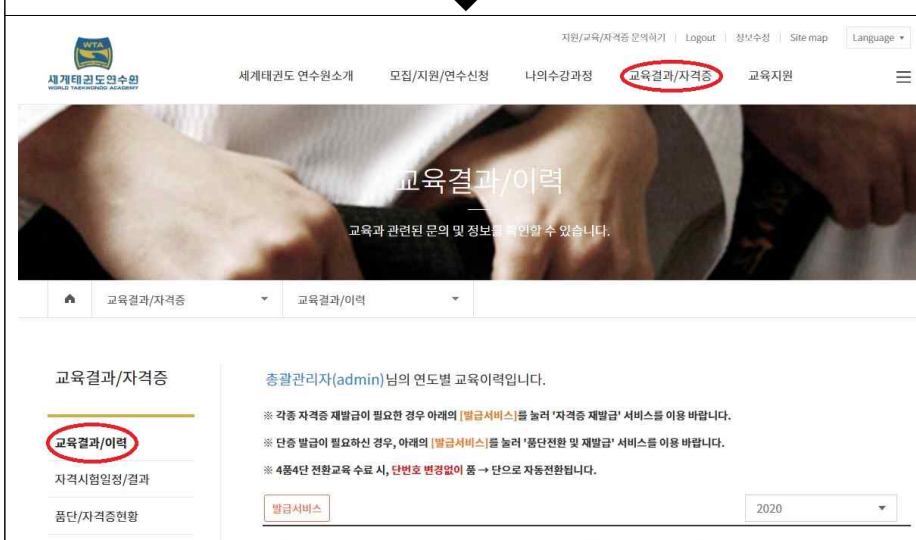 지원/교육/자격증 문의하기 | Logout | 정보수정 | Site map Language
WTA
세계태권도연수원
WORLD TAEKWONDO ACADEMY
세계태권도 연수원소개 모집/지원/연수신청 나의수강과정 교육결과/자격증 교육지원
교육결과/이력
교육과 관련된 문의 및 정보를 확인할 수 있습니다.
교육결과/자격증 교육결과/이력
교육결과/자격증
총괄관리자(admin)님의 연도별 교육이력입니다.
※ 각종 자격증 재발급이 필요한 경우 아래의 [발급서비스]를 눌러 '자격증 재발급' 서비스를 이용 바랍니다.
교육결과/이력
※ 단증 발급이 필요하신 경우, 아래의 [발급서비스]를 눌러 '품단전환 및 재발급' 서비스를 이용 바랍니다.
자격시험일정/결과
※ 4품4단 전환교육 수료 시, 단번호 변경없이 품 → 단으로 자동전환됩니다.
품단/자격증현황
발급서비스 2020